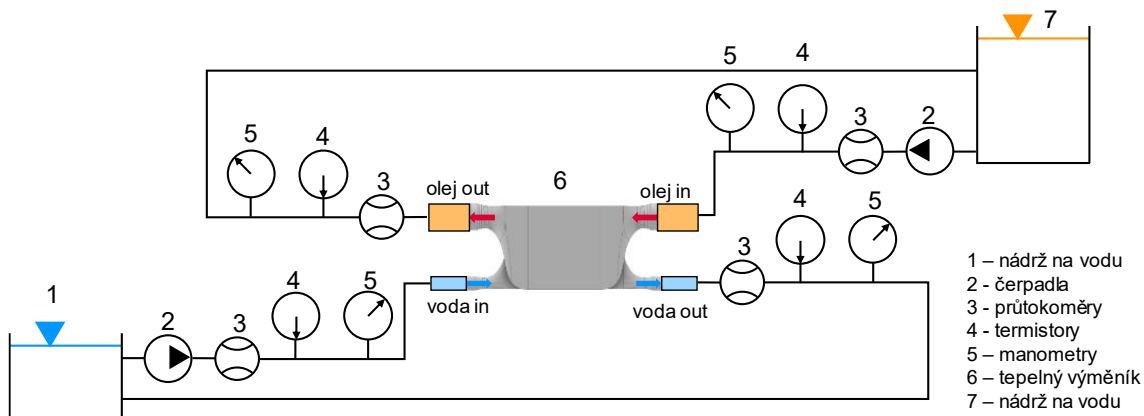 7
5
4
3
2
5
4
3
olej out
6
olej in
4
5
3
voda in
voda out
1
2
3
4
5
1 – nádrž na vodu
2 - čerpadla
3 - průtokoměry
4 - termistory
5 – manometry
6 – tepelný výměník
7 – nádrž na vodu